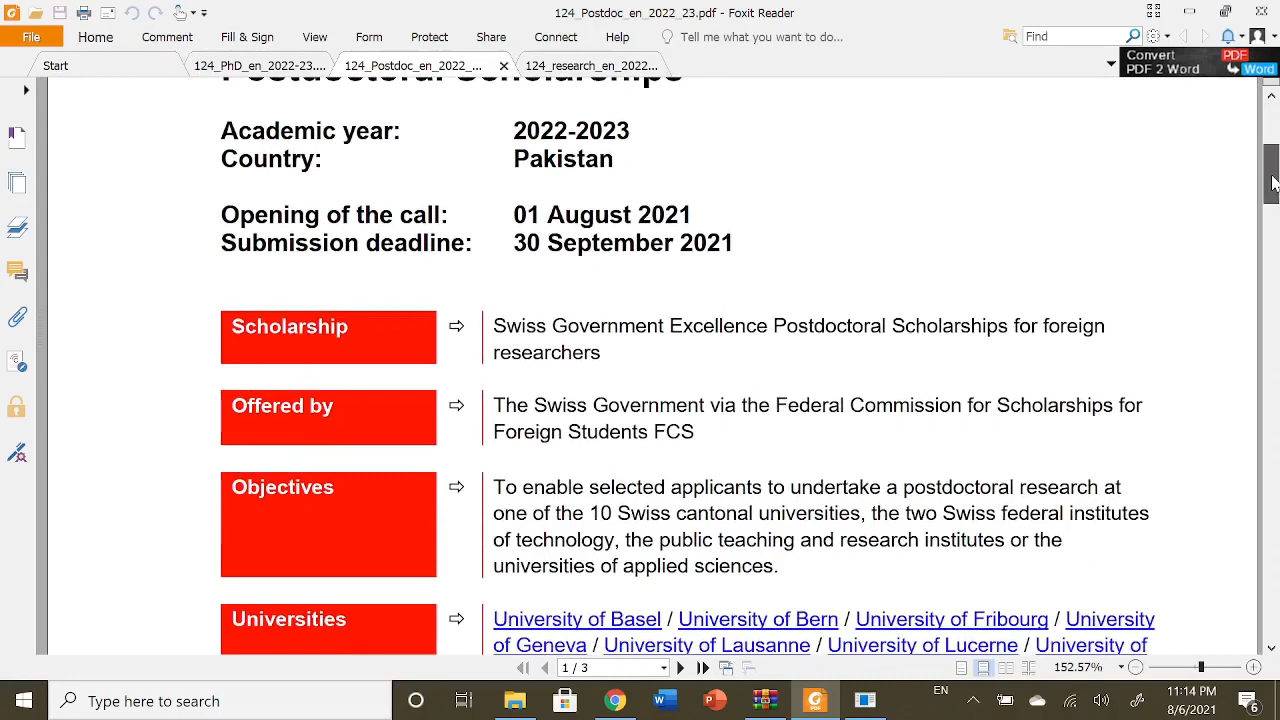 124_Postdoc_en_2022_23.pdf - Foxit Reader
File Home Comment Fill & Sign View Form Protect Share Connect Help Tell me what you want to do... Find
Start 124_PhD_en_2022-23.... 124_Postdoc_en_2022_... 124_research_en_2022...
Convert PDF
PDF 2 Word Word
Postdoctoral Scholarships
Academic year: 2022-2023
Country: Pakistan
Opening of the call: 01 August 2021
Submission deadline: 30 September 2021
Scholarship ⇨ Swiss Government Excellence Postdoctoral Scholarships for foreign
researchers
Offered by ⇨ The Swiss Government via the Federal Commission for Scholarships for
Foreign Students FCS
Objectives ⇨ To enable selected applicants to undertake a postdoctoral research at
one of the 10 Swiss cantonal universities, the two Swiss federal institutes
of technology, the public teaching and research institutes or the
universities of applied sciences.
Universities ⇨ University of Basel / University of Bern / University of Fribourg / University
of Geneva / University of Lausanne / University of Lucerne / University of
1 / 3 152.57%
Type here to search
EN
11:14 PM
8/6/2021
6